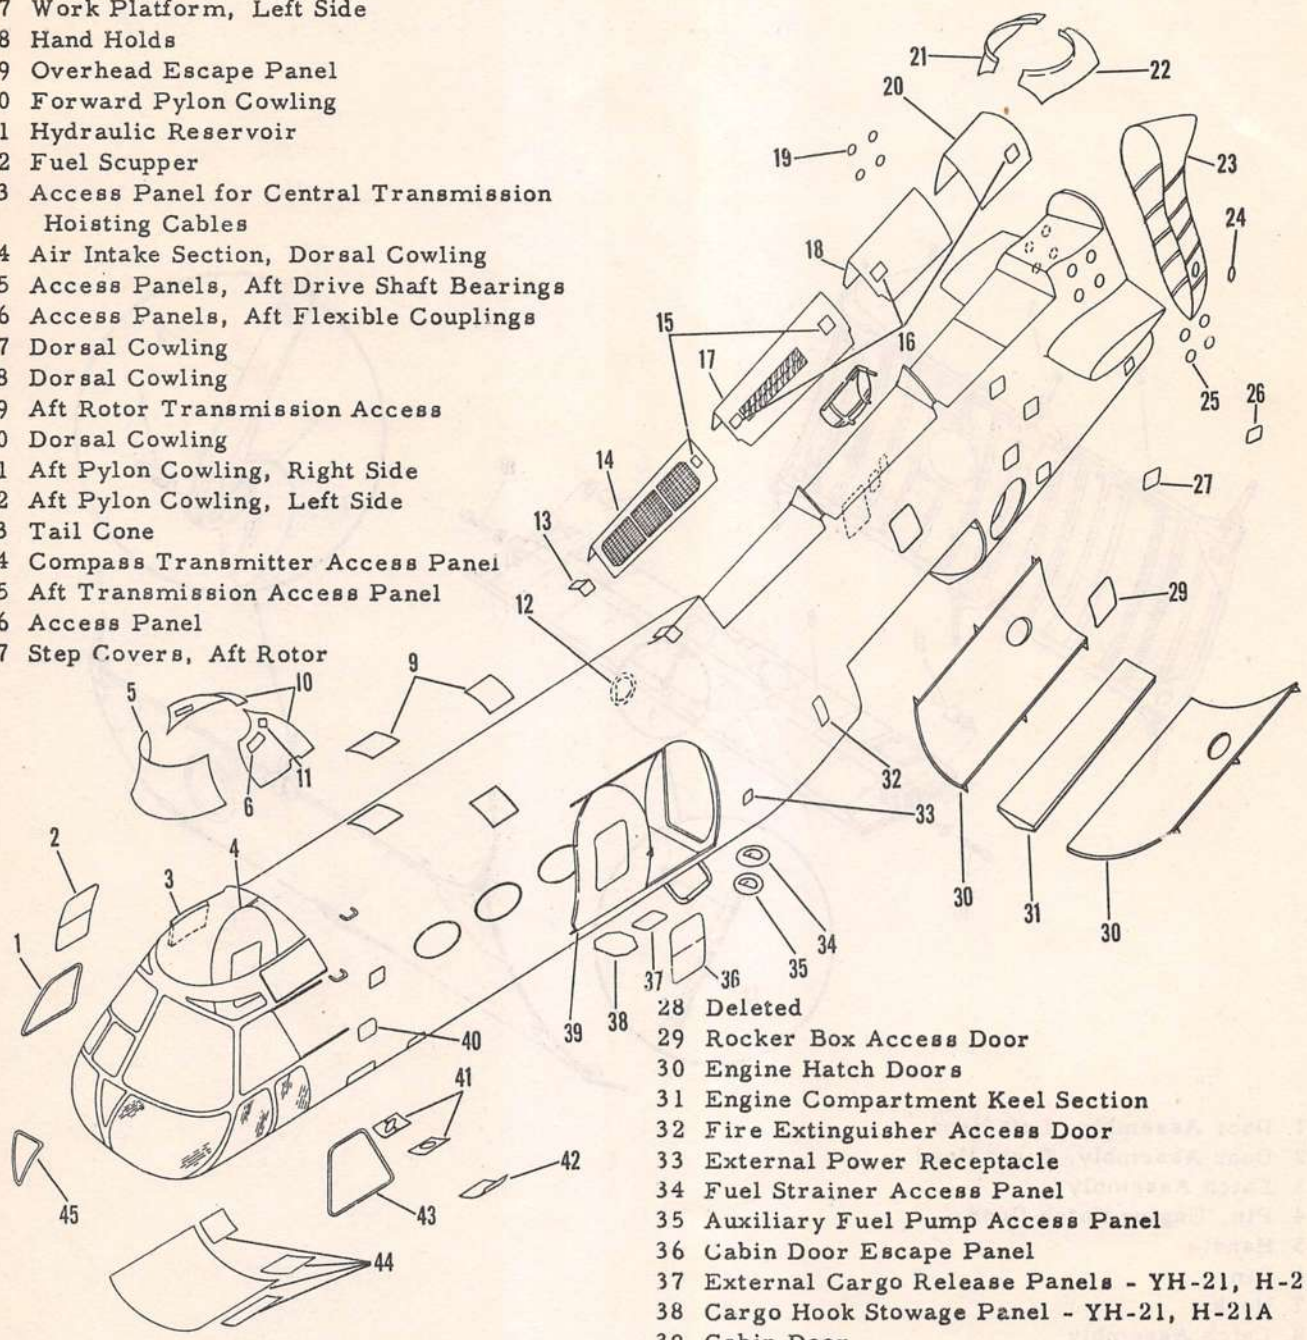 7 Work Platform, Left Side
8 Hand Holds
9 Overhead Escape Panel
0 Forward Pylon Cowling
1 Hydraulic Reservoir
2 Fuel Scupper
3 Access Panel for Central Transmission
Hoisting Cables
4 Air Intake Section, Dorsal Cowling
5 Access Panels, Aft Drive Shaft Bearings
6 Access Panels, Aft Flexible Couplings
7 Dorsal Cowling
8 Dorsal Cowling
9 Aft Rotor Transmission Access
0 Dorsal Cowling
1 Aft Pylon Cowling, Right Side
2 Aft Pylon Cowling, Left Side
3 Tail Cone
4 Compass Transmitter Access Panel
5 Aft Transmission Access Panel
6 Access Panel
7 Step Covers, Aft Rotor
21
22
20
19
23
24
18
15
16
17
25
26
14
27
13
12
29
9
10
5
11
6
32
33
2
4
3
30
31
30
1
34
35
37
36
38
39
40
41
42
45
43
44
28 Deleted
29 Rocker Box Access Door
30 Engine Hatch Doors
31 Engine Compartment Keel Section
32 Fire Extinguisher Access Door
33 External Power Receptacle
34 Fuel Strainer Access Panel
35 Auxiliary Fuel Pump Access Panel
36 Cabin Door Escape Panel
37 External Cargo Release Panels - YH-21, H-2
38 Cargo Hook Stowage Panel - YH-21, H-21A
39 Cabin Door